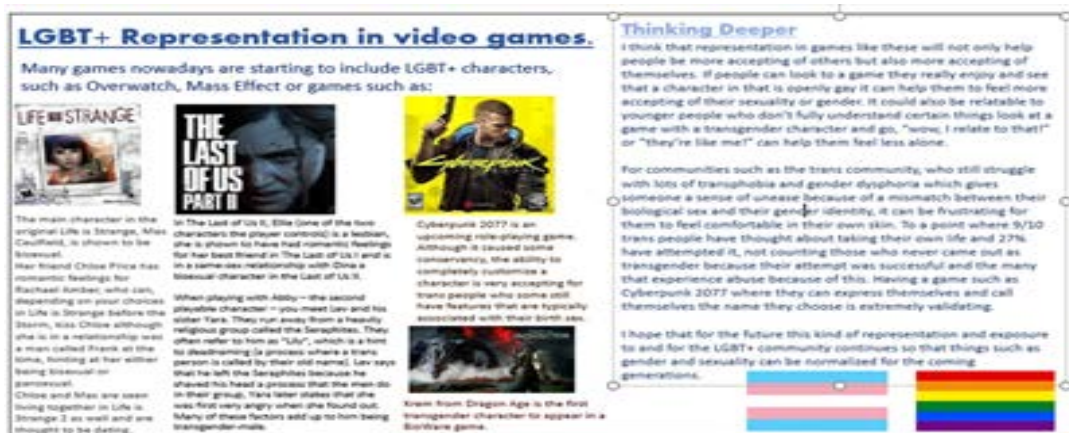 LGBT+ Representation in video games.
Many games nowadays are starting to include LGBT+ characters,
such as Overwatch, Mass Effect or games such as:
LIFE IS STRANGE
The main character in the
original Life is Strange, Max
Caulfield, is shown to be
bisexual.
Her friend Chloe Price has
romantic feelings for
Rachael Amber, who can,
depending on your choices
in Life is Strange before the
Storm, kiss Chloe although
she is in a relationship was
a man called Frank at the
time, hinting at her either
being bisexual or
pansexual.
Chloe and Max are seen
living together in Life is
Strange 2 as well and are
thought to be dating.
THE
LAST
OF US
PART II
In The Last of Us II, Ellie (one of the two
characters the player controls) is a lesbian,
she is shown to have had romantic feelings
for her best friend in The Last of Us I and is
in a same-sex relationship with Dina a
bisexual character in the Last of Us II.
When playing with Abby – the second
playable character – you meet Lev and his
sister Yara. They run away from a heavily
religious group called the Seraphites. They
often refer to him as "Lily", which is a hint
to deadnaming (a process where a trans
person is called by their old name). Lev says
that he left the Seraphites because he
shaved his head a process that the men do
in their group, Yara later states that she
was first very angry when she found out.
Many of these factors add up to him being
transgender-male.
Cyberpunk
Cyberpunk 2077 is an
upcoming role-playing game.
Although it caused some
conservancy, the ability to
completely customize a
character is very accepting for
trans people who some still
have features that are typically
associated with their birth sex.
Krem from Dragon Age is the first
transgender character to appear in a
BioWare game.
Thinking Deeper
I think that representation in games like these will not only help
people be more accepting of others but also more accepting of
themselves. If people can look to a game they really enjoy and see
that a character in that is openly gay it can help them to feel more
accepting of their sexuality or gender. It could also be relatable to
younger people who don't fully understand certain things look at a
game with a transgender character and go, "wow, I relate to that!"
or "they're like me!" can help them feel less alone.
For communities such as the trans community, who still struggle
with lots of transphobia and gender dysphoria which gives
someone a sense of unease because of a mismatch between their
biological sex and their gender identity, it can be frustrating for
them to feel comfortable in their own skin. To a point where 9/10
trans people have thought about taking their own life and 27%
have attempted it, not counting those who never came out as
transgender because their attempt was successful and the many
that experience abuse because of this. Having a game such as
Cyberpunk 2077 where they can express themselves and call
themselves the name they choose is extremely validating.
I hope that for the future this kind of representation and exposure
to and for the LGBT+ community continues so that things such as
gender and sexuality can be normalized for the coming
generations.